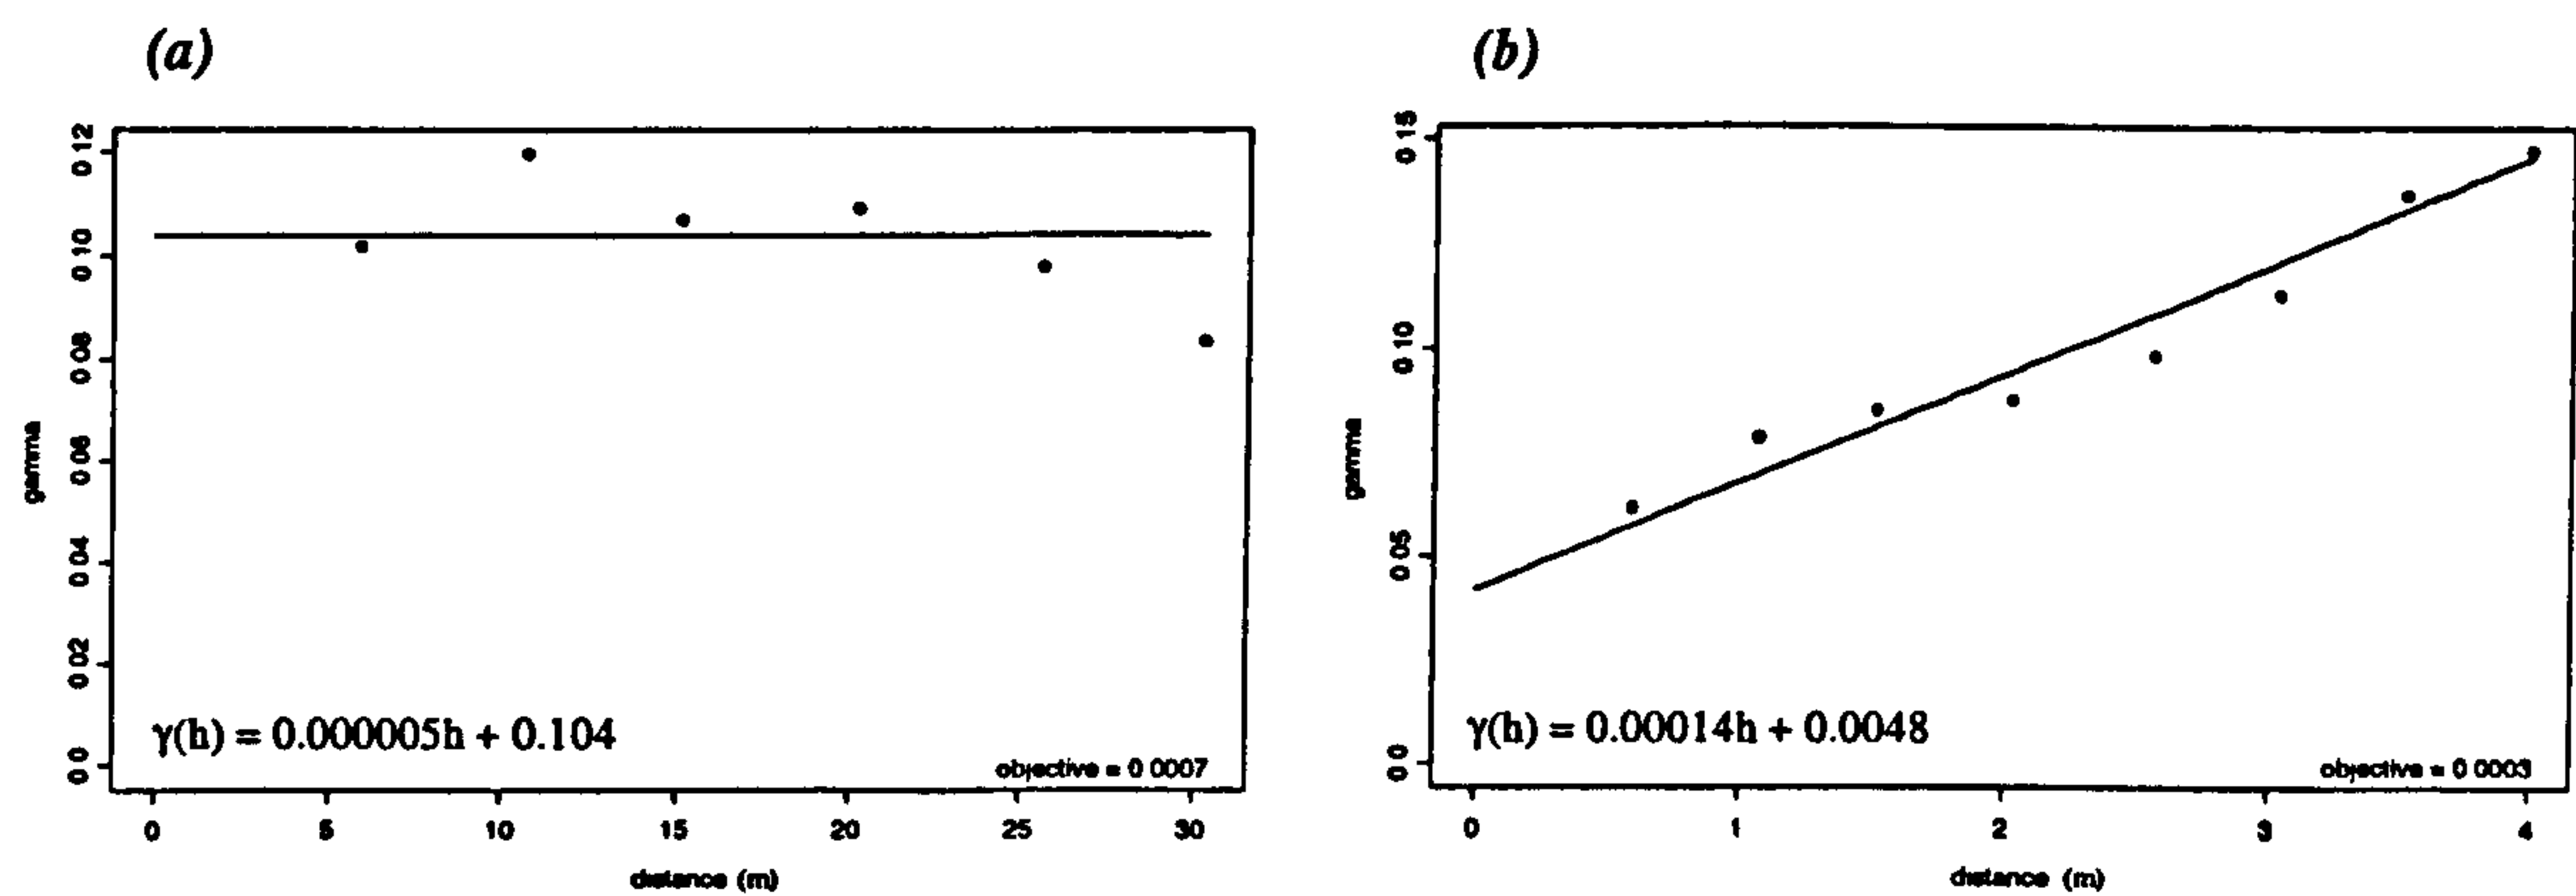 (a)
gamma
0 12
0 10
0 08
0 06
0 04
0 02
0 0
γ(h) = 0.000005h + 0.104
objective = 0 0007
0 5 10 15 20 25 30
distance (m)
(b)
gamma
0 15
0 10
0 05
0 0
γ(h) = 0.00014h + 0.0048
objective = 0 0003
0 1 2 3 4
distance (m)